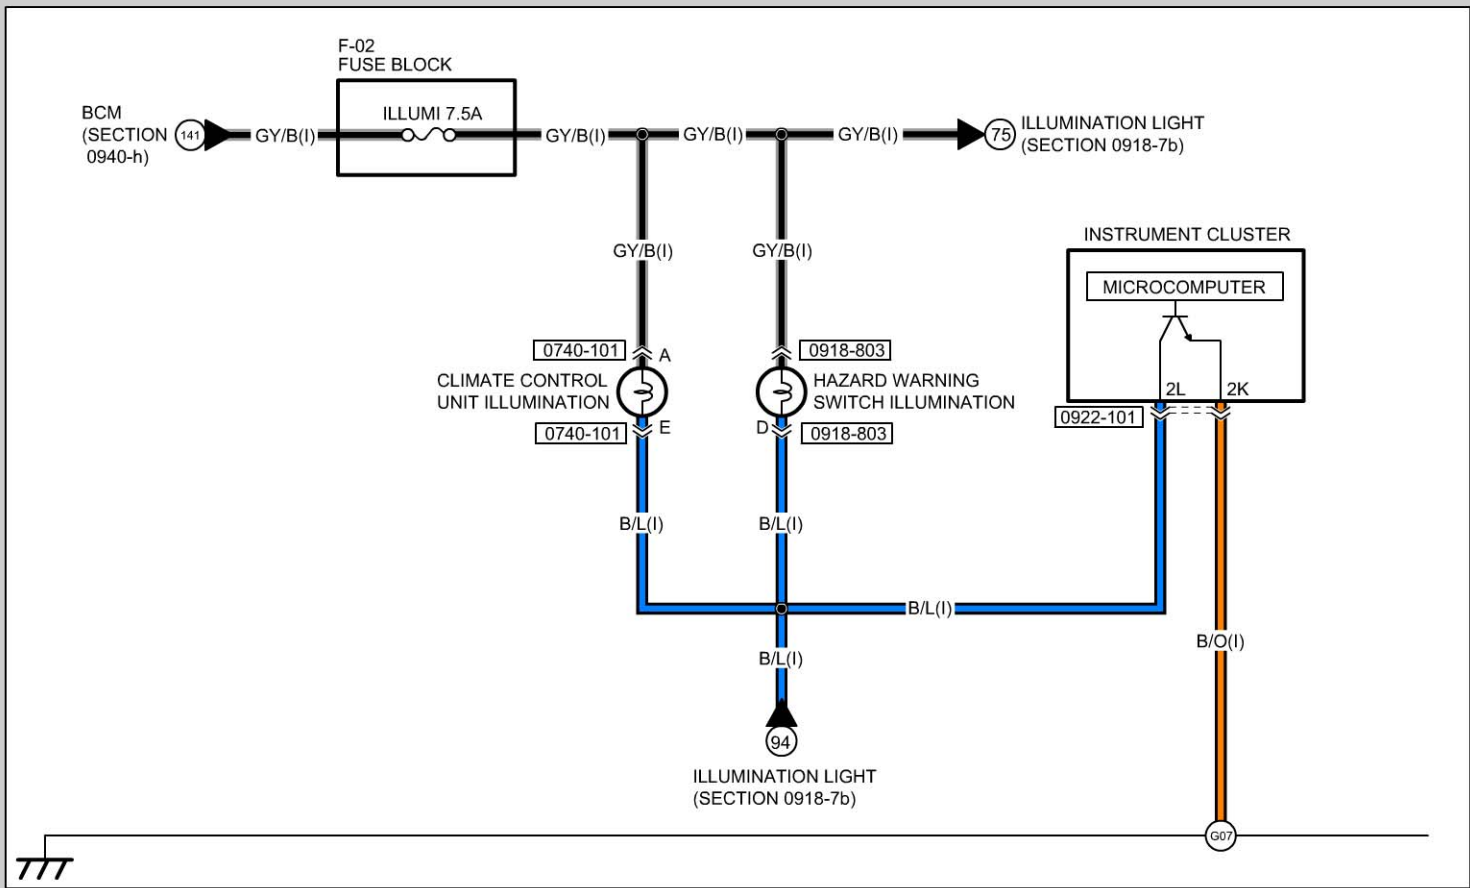 F-02
FUSE BLOCK
ILLUMI 7.5A
BCM
(SECTION
0940-h)
141
GY/B(I)
GY/B(I)
GY/B(I)
GY/B(I)
75
ILLUMINATION LIGHT
(SECTION 0918-7b)
GY/B(I)
GY/B(I)
INSTRUMENT CLUSTER
MICROCOMPUTER
0740-101
A
0918-803
CLIMATE CONTROL
UNIT ILLUMINATION
HAZARD WARNING
SWITCH ILLUMINATION
2L
2K
0922-101
0740-101
E
D
0918-803
B/L(I)
B/L(I)
B/L(I)
B/O(I)
B/L(I)
94
ILLUMINATION LIGHT
(SECTION 0918-7b)
G07